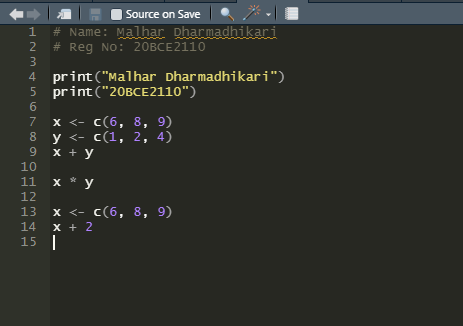 Source on Save
1 # Name: Malhar Dharmadhikari
2 # Reg No: 20BCE2110
3
4 print("Malhar Dharmadhikari")
5 print("20BCE2110")
6
7 x <- c(6, 8, 9)
8 y <- c(1, 2, 4)
9 x + y
10
11 x * y
12
13 x <- c(6, 8, 9)
14 x + 2
15